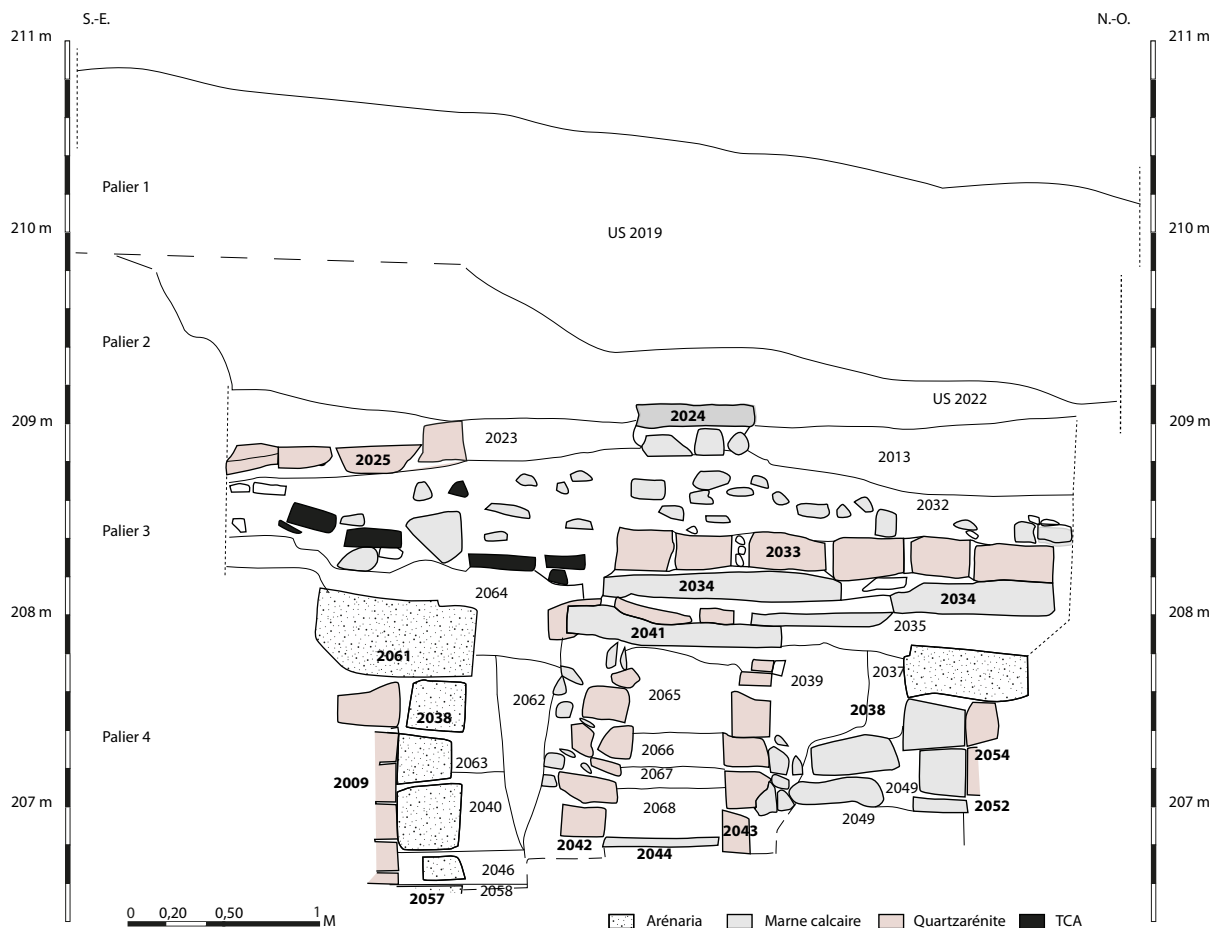 S.-E.
N.-O.
211 m
211 m
Palier 1
210 m
US 2019
210 m
Palier 2
US 2022
209 m
2024
209 m
2023
2025
2013
2032
Palier 3
2033
2064
2034
2034
208 m
208 m
2041
2035
2061
2037
2062
2065
2039
2038
2038
2066
2063
2054
2009
2067
2049
207 m
2040
2068
2052
207 m
2049
2043
2042
2044
2046
2057
2058
0 0,20 0,50 1
M
Arénaria Marne calcaire Quartzarénite TCA
Palier 4